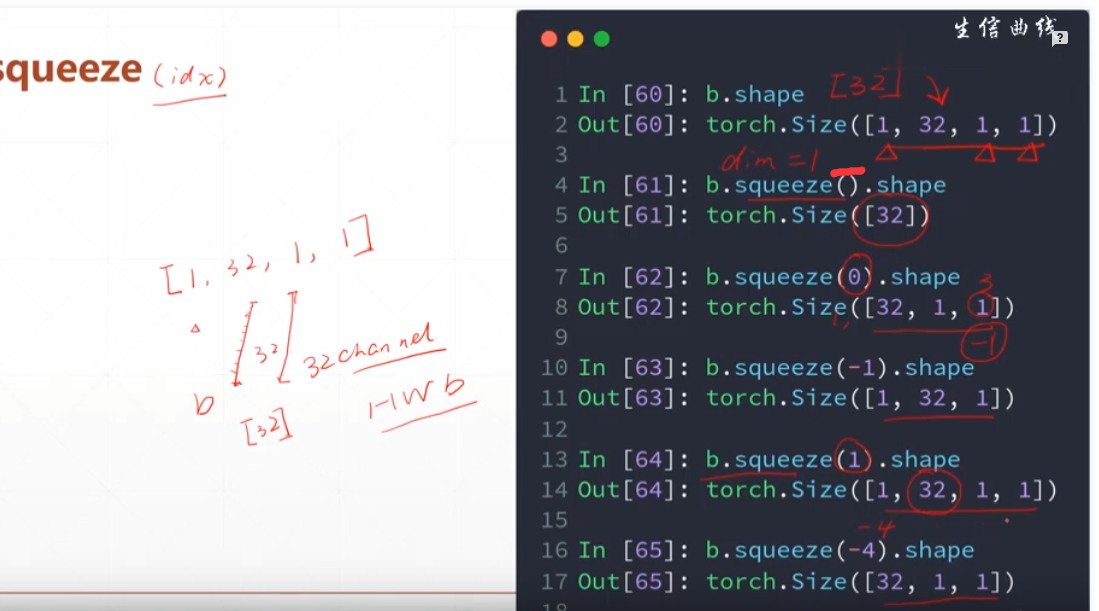 squeeze (idx)
[1, 32, 1, 1]
32
32 channel
b
HW b
[32]
生信曲线
?
[32]
1 In [60]: b.shape
2 Out[60]: torch.Size([1, 32, 1, 1])
3
dim=1
4 In [61]: b.squeeze().shape
5 Out[61]: torch.Size([32])
6
7 In [62]: b.squeeze(0).shape
3
8 Out[62]: torch.Size([32, 1, 1])
1,
9
-1
10 In [63]: b.squeeze(-1).shape
11 Out[63]: torch.Size([1, 32, 1])
12
13 In [64]: b.squeeze(1).shape
14 Out[64]: torch.Size([1, 32, 1, 1])
15
-4
16 In [65]: b.squeeze(-4).shape
17 Out[65]: torch.Size([32, 1, 1])
18